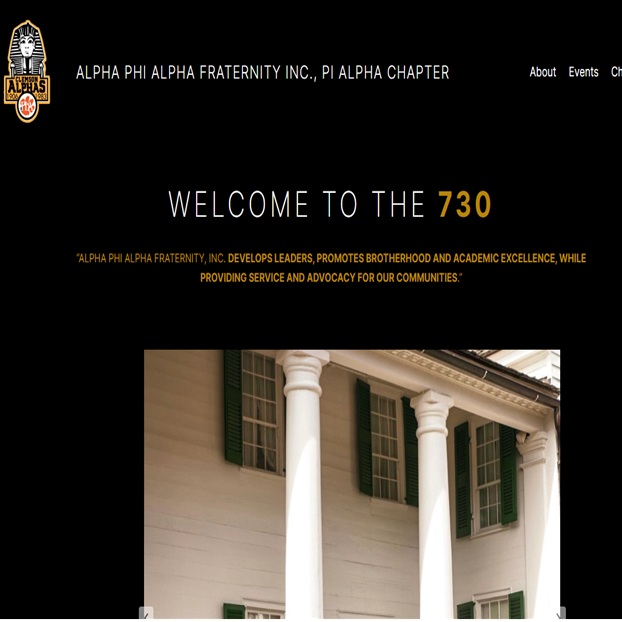 CLEMSON
ALPHAS
ALPHA PHI ALPHA FRATERNITY INC., PI ALPHA CHAPTER
About Events Ch
WELCOME TO THE 730
“ALPHA PHI ALPHA FRATERNITY, INC. DEVELOPS LEADERS, PROMOTES BROTHERHOOD AND ACADEMIC EXCELLENCE, WHILE
PROVIDING SERVICE AND ADVOCACY FOR OUR COMMUNITIES.”